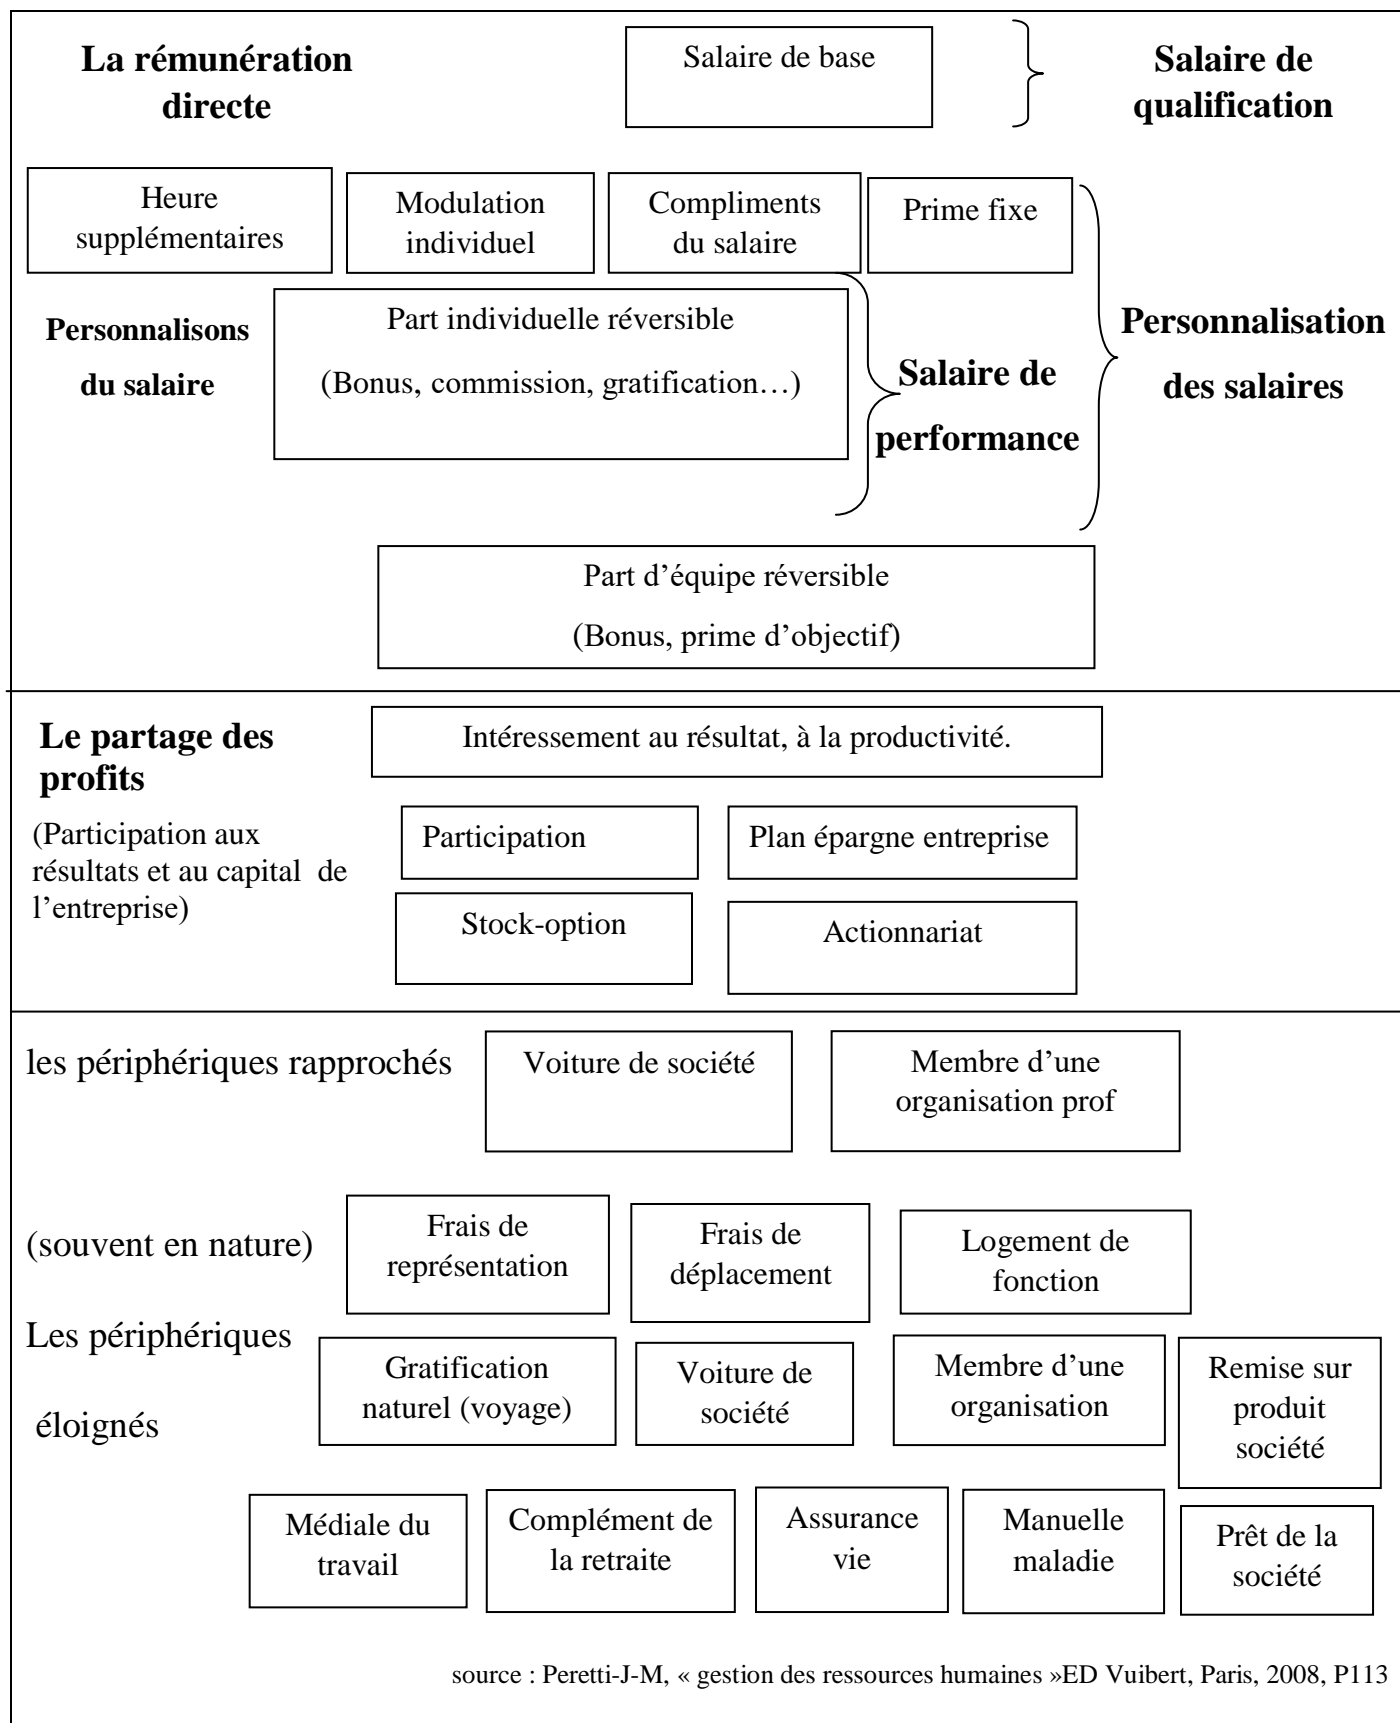 La rémunération
directe
Salaire de base
Salaire de
qualification
Heure
supplémentaires
Modulation
individuel
Compliments
du salaire
Prime fixe
Personnalisons
du salaire
Part individuelle réversible
(Bonus, commission, gratification…)
Salaire de
performance
Personnalisation
des salaires
Part d’équipe réversible
(Bonus, prime d’objectif)
Le partage des
profits
(Participation aux
résultats et au capital de
l’entreprise)
Intéressement au résultat, à la productivité.
Participation
Plan épargne entreprise
Stock-option
Actionnariat
les périphériques rapprochés
Voiture de société
Membre d’une
organisation prof
(souvent en nature)
Frais de
représentation
Frais de
déplacement
Logement de
fonction
Les périphériques
éloignés
Gratification
naturel (voyage)
Voiture de
société
Membre d’une
organisation
Remise sur
produit
société
Médiale du
travail
Complément de
la retraite
Assurance
vie
Manuelle
maladie
Prêt de la
société
source : Peretti-J-M, « gestion des ressources humaines »ED Vuibert, Paris, 2008, P113